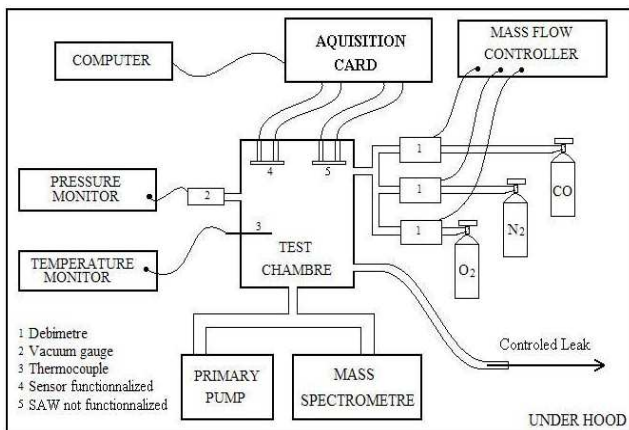 COMPUTER
AQUISITION
CARD
MASS FLOW
CONTROLLER
4
5
1
1
1
CO
N2
O2
PRESSURE
MONITOR
2
3
TEST
CHAMBRE
TEMPERATURE
MONITOR
1 Debimetre
2 Vacuum gauge
3 Thermocouple
4 Sensor functionnalized
5 SAW not functionnalized
PRIMARY
PUMP
MASS
SPECTROMETRE
Controled Leak
UNDER HOOD